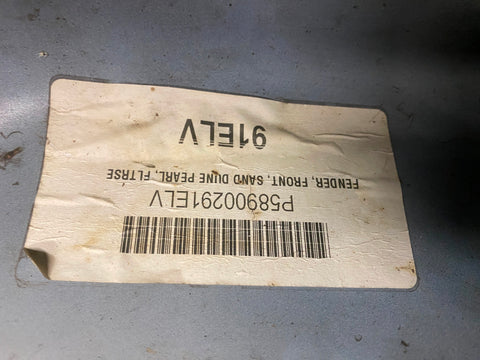 P58900291ELV
FENDER, FRONT, SAND DUNE PEARL, FLTRSE
91ELV